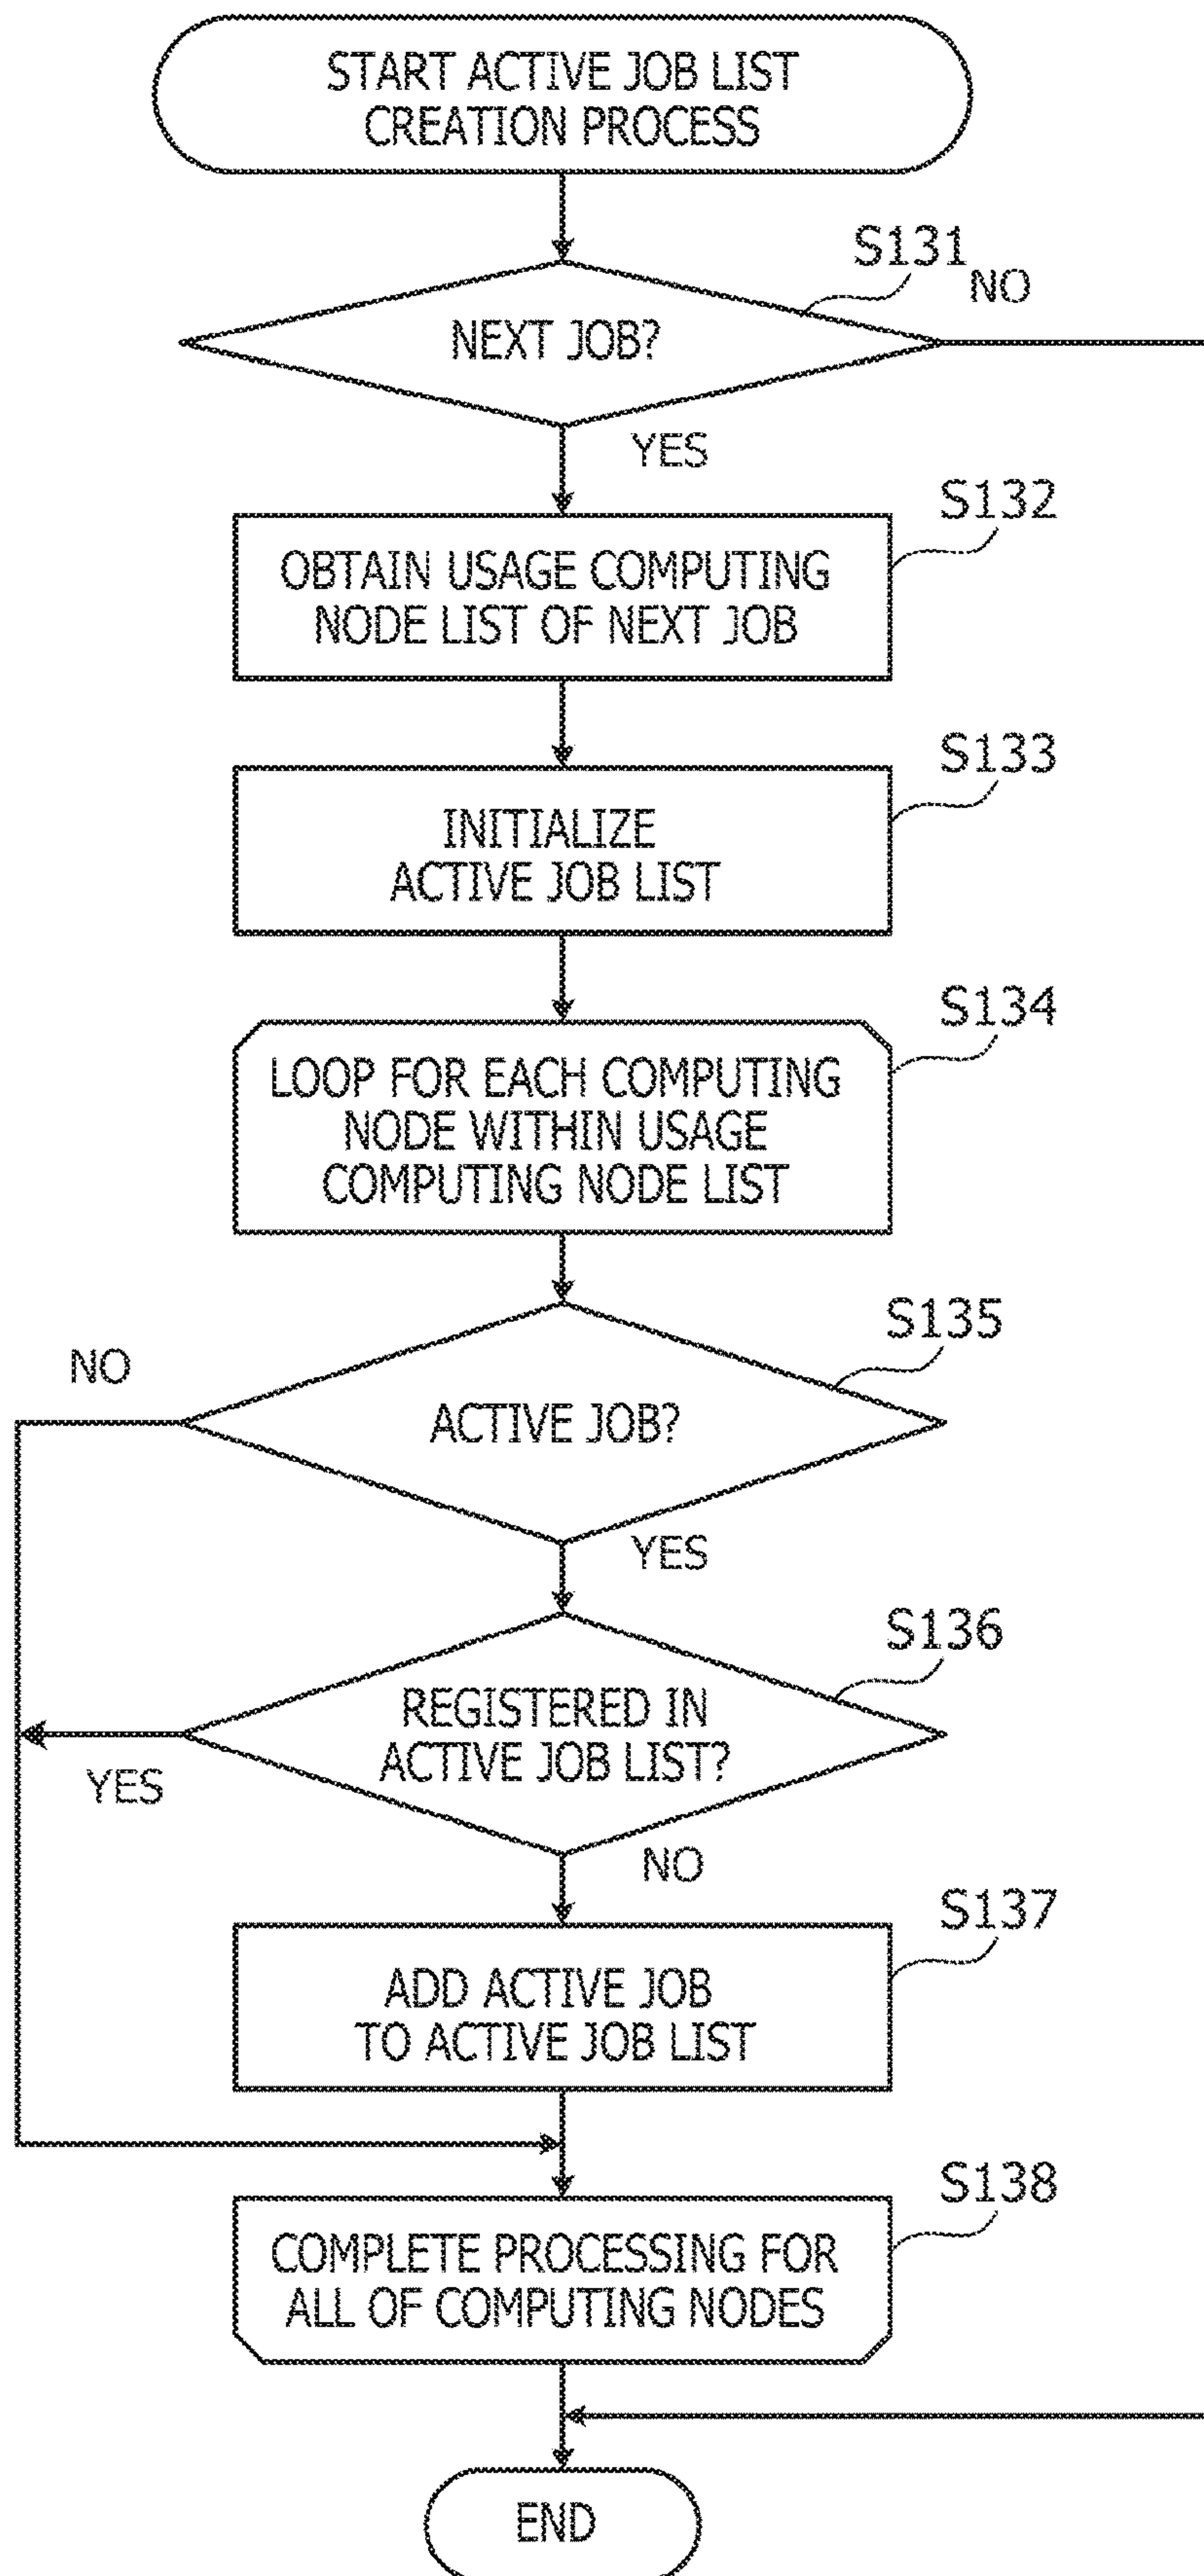 START ACTIVE JOB LIST
CREATION PROCESS
S131
NO
NEXT JOB?
YES
S132
OBTAIN USAGE COMPUTING
NODE LIST OF NEXT JOB
S133
INITIALIZE
ACTIVE JOB LIST
S134
LOOP FOR EACH COMPUTING
NODE WITHIN USAGE
COMPUTING NODE LIST
S135
NO
ACTIVE JOB?
YES
S136
REGISTERED IN
ACTIVE JOB LIST?
YES
NO
S137
ADD ACTIVE JOB
TO ACTIVE JOB LIST
S138
COMPLETE PROCESSING FOR
ALL OF COMPUTING NODES
END